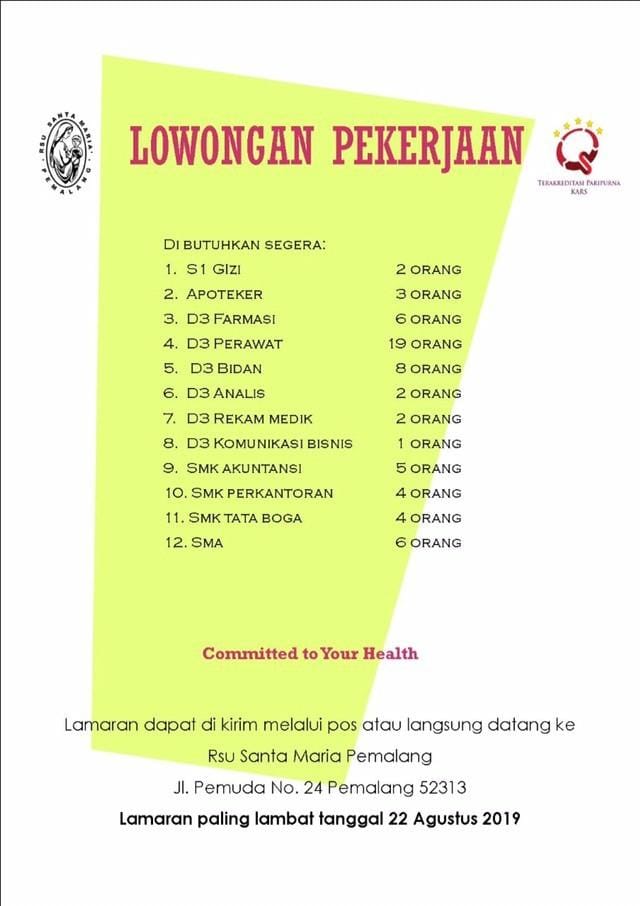 RSU SANTA MARIA
PEMALANG
LOWONGAN PEKERJAAN
TERAKREDITASI PARIPURNA
KARS
DI BUTUHKAN SEGERA:
1. S1 GIZI 2 ORANG
2. APOTEKER 3 ORANG
3. D3 FARMASI 6 ORANG
4. D3 PERAWAT 19 ORANG
5. D3 BIDAN 8 ORANG
6. D3 ANALIS 2 ORANG
7. D3 REKAM MEDIK 2 ORANG
8. D3 KOMUNIKASI BISNIS 1 ORANG
9. SMK AKUNTANSI 5 ORANG
10. SMK PERKANTORAN 4 ORANG
11. SMK TATA BOGA 4 ORANG
12. SMA 6 ORANG
Committed to Your Health
Lamaran dapat di kirim melalui pos atau langsung datang ke
Rsu Santa Maria Pemalang
Jl. Pemuda No. 24 Pemalang 52313
Lamaran paling lambat tanggal 22 Agustus 2019